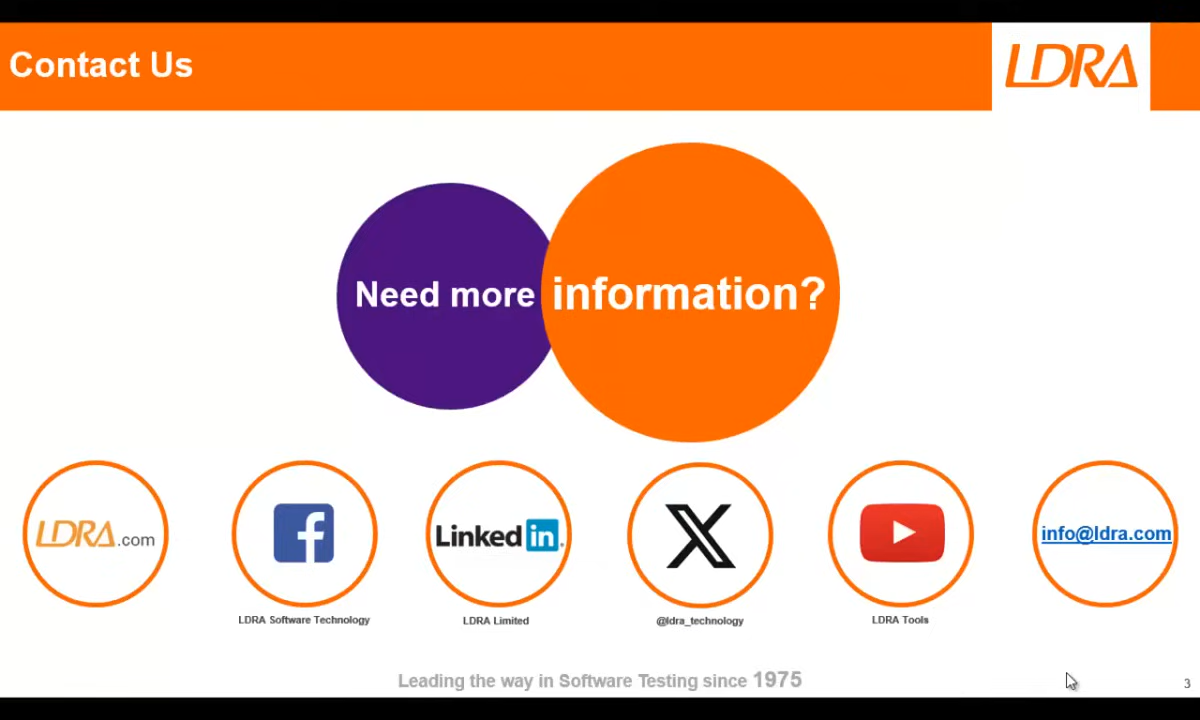 Contact Us
LDRA
Need more information?
LDRA.com
LinkedIn
info@ldra.com
LDRA Software Technology
LDRA Limited
@ldra_technology
LDRA Tools
Leading the way in Software Testing since 1975
3